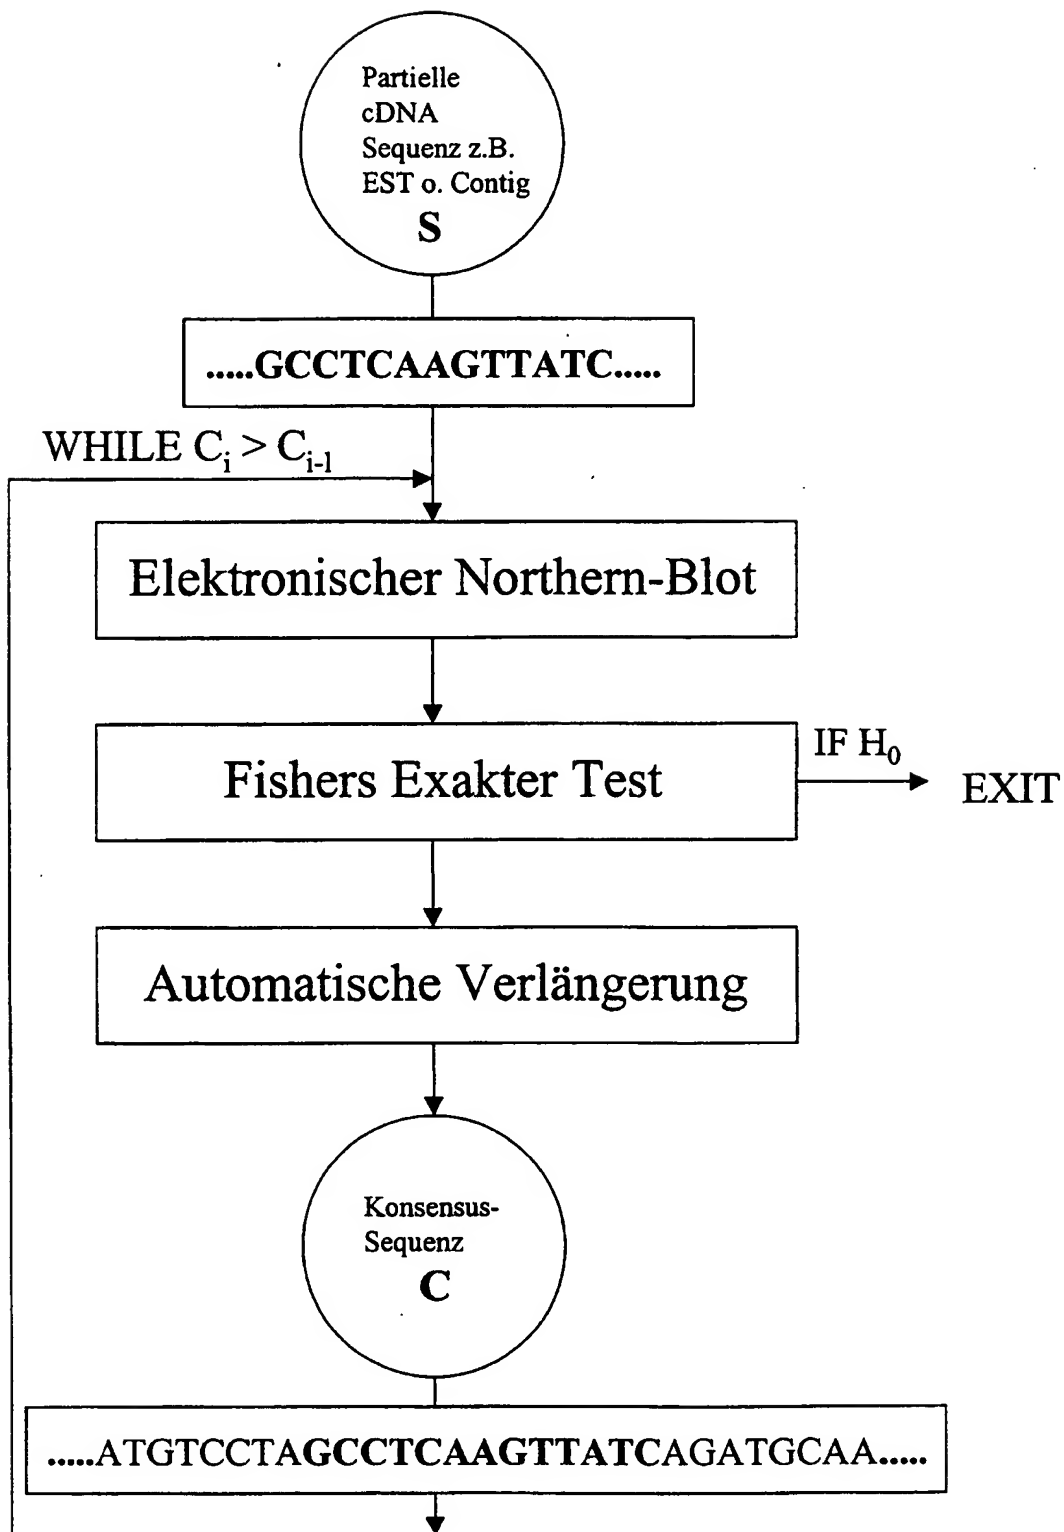 Partielle
cDNA
Sequenz z.B.
EST o. Contig
S
.....GCCTCAAGTTATC.....
WHILE Ci > Ci-1
Elektronischer Northern-Blot
Fishers Exakter Test
IF H0
EXIT
Automatische Verlängerung
Konsensus-
Sequenz
C
.....ATGTCCTAGCCTCAAGTTATCAGATGCAA.....